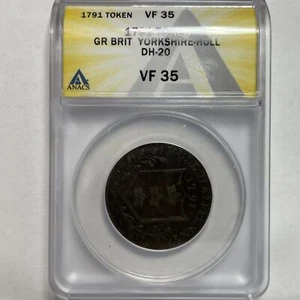 1791 TOKEN VF 35
GR BRIT YORKSHIRE-HULL
DH-20
VF 35
ANACS